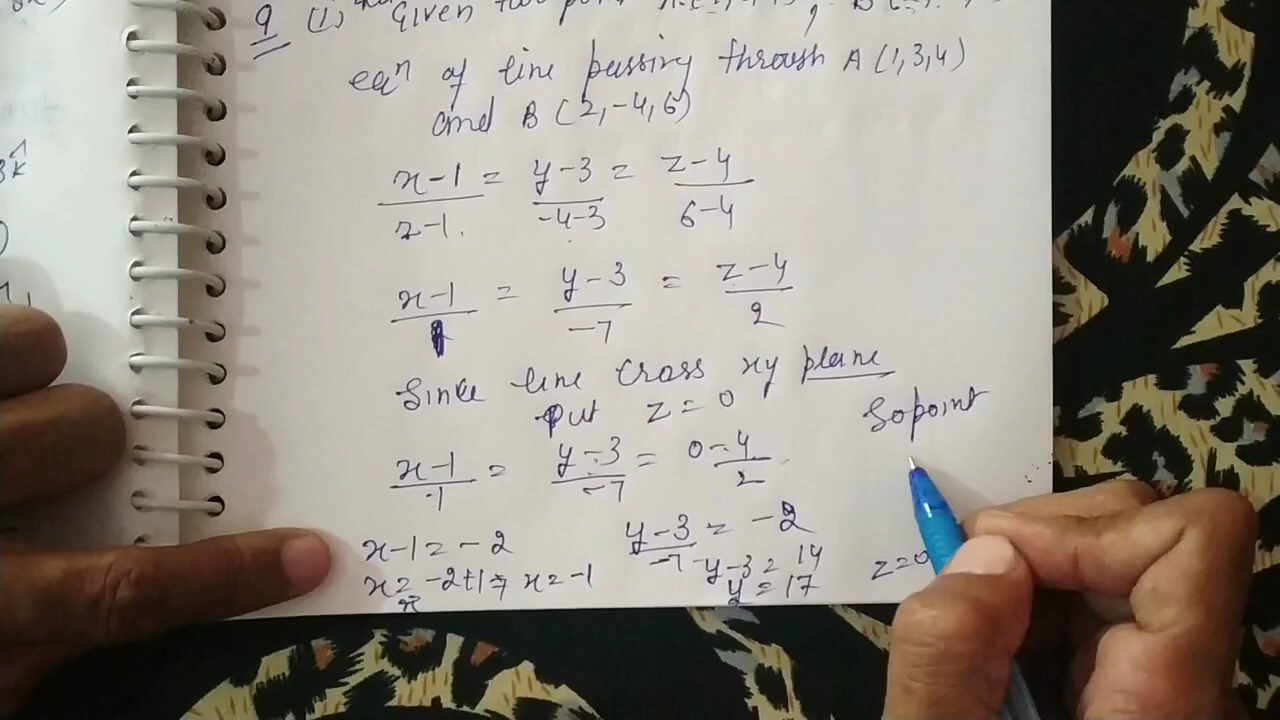 9 (1) Given two point
eqn of line passing through A (1,3,4)
and B (2,-4,6)
x-1/2-1 = y-3/-4-3 = z-4/6-4
x-1/1 = y-3/-7 = z-4/2
Since line cross xy plane
Put z = 0
So point
x-1/1 = y-3/-7 = 0-4/2
x-1 = -2
y-3/-7 = -2
y-3 = 14
x = -2+1 x = -1
y = 17
z = 0